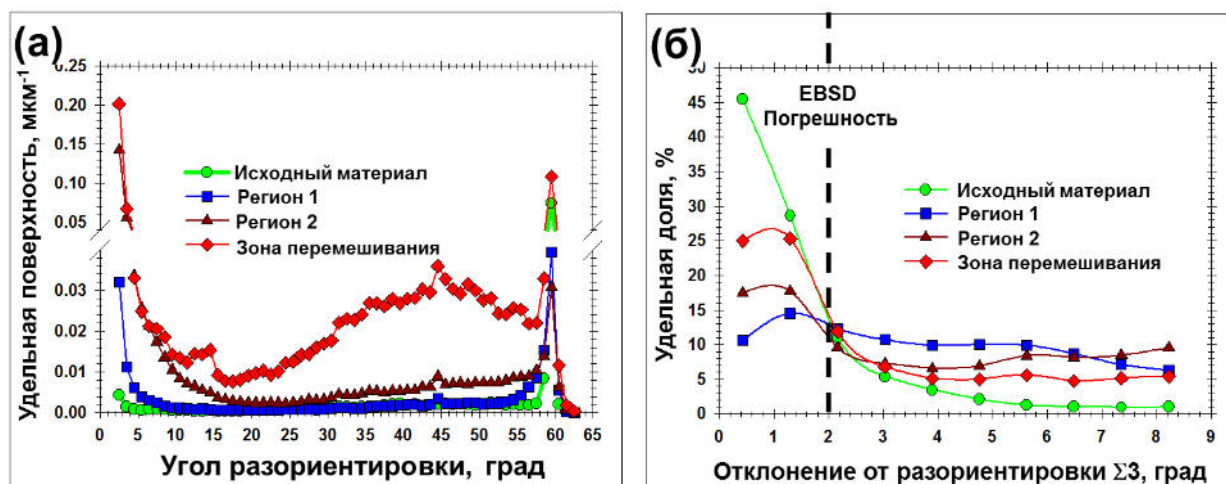 (а)
Удельная поверхность, мкм-1
0.25
0.20
0.15
0.10
0.05
0.03
0.02
0.01
0.00
Исходный материал
Регион 1
Регион 2
Зона перемешивания
0 5 10 15 20 25 30 35 40 45 50 55 60 65
Угол разориентировки, град
(б)
Удельная доля, %
50
45
40
35
30
25
20
15
10
5
0
EBSD
Погрешность
Исходный материал
Регион 1
Регион 2
Зона перемешивания
0 1 2 3 4 5 6 7 8 9
Отклонение от разориентировки Σ3, град